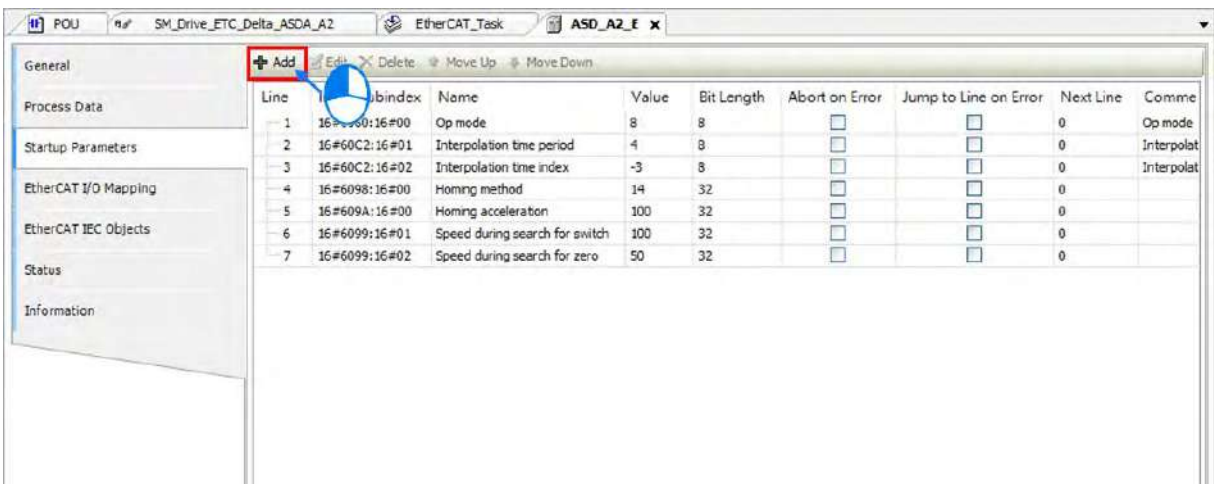 POU SM_Drive_ETC_Delta_ASDA_A2 EtherCAT_Task ASD_A2_E X
General
Process Data
Startup Parameters
EtherCAT I/O Mapping
EtherCAT IEC Objects
Status
Information
Add Edit Delete Move Up Move Down
Line Name Value Bit Length Abort on Error Jump to Line on Error Next Line Comme
1 :16#00 Op mode 8 8 0 Op mode
2 16#60C2:16#01 Interpolation time period 4 8 0 Interpolat
3 16#60C2:16#02 Interpolation time index -3 8 0 Interpolat
4 16#6098:16#00 Homing method 14 32 0
5 16#609A:16#00 Homing acceleration 100 32 0
6 16#6099:16#01 Speed during search for switch 100 32 0
7 16#6099:16#02 Speed during search for zero 50 32 0